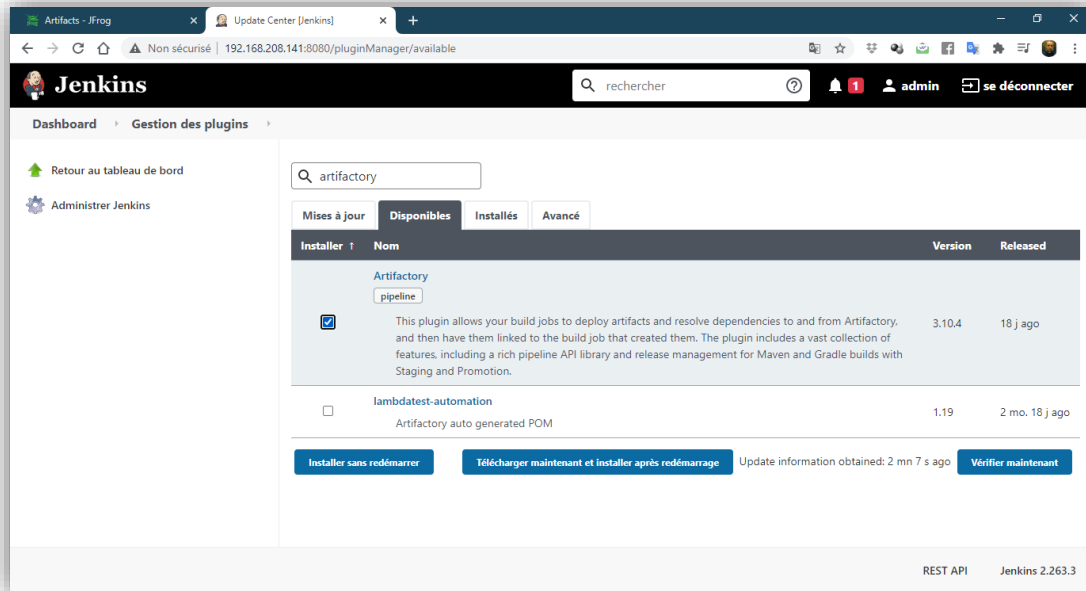 Artifacts - JFrog
Update Center [Jenkins]
Non sécurisé | 192.168.208.141:8080/pluginManager/available
Jenkins
rechercher
1
admin
se déconnecter
Dashboard
Gestion des plugins
Retour au tableau de bord
Administrer Jenkins
artifactory
Mises à jour
Disponibles
Installés
Avancé
Installer ↑ Nom Version Released
Artifactory
pipeline
This plugin allows your build jobs to deploy artifacts and resolve dependencies to and from Artifactory,
and then have them linked to the build job that created them. The plugin includes a vast collection of
features, including a rich pipeline API library and release management for Maven and Gradle builds with
Staging and Promotion.
3.10.4 18 j ago
lambdatest-automation
Artifactory auto generated POM
1.19 2 mo. 18 j ago
Installer sans redémarrer
Télécharger maintenant et installer après redémarrage
Update information obtained: 2 mn 7 s ago
Vérifier maintenant
REST API
Jenkins 2.263.3